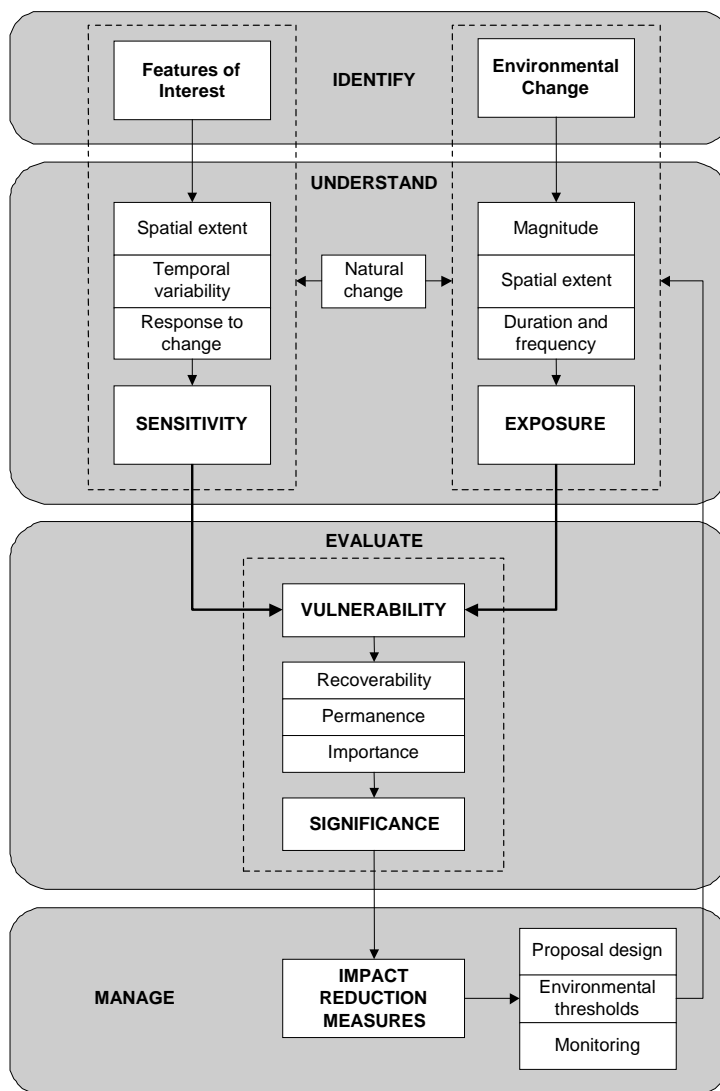 Features of
Interest
IDENTIFY
Environmental
Change
UNDERSTAND
Spatial extent
Temporal
variability
Response to
change
SENSITIVITY
Natural
change
Magnitude
Spatial extent
Duration and
frequency
EXPOSURE
EVALUATE
VULNERABILITY
Recoverability
Permanence
Importance
SIGNIFICANCE
MANAGE
IMPACT
REDUCTION
MEASURES
Proposal design
Environmental
thresholds
Monitoring